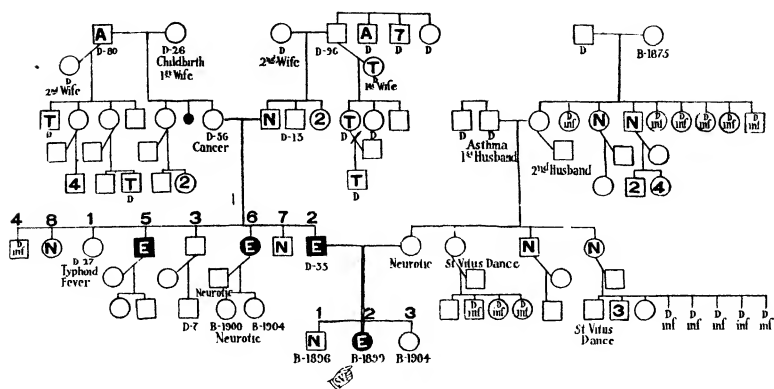 A
D-80
D-26
Childbirth
1st Wife
D
2nd Wife
D
2nd Wife
D-96
A
D
7
D
T
1st Wife
D
B-1875
T
D
D-56
Cancer
N
D-13
2
T
D
D
D
D
Asthma
1st Husband
2nd Husband
D
inf
N
N
D
inf
D
inf
D
inf
D
inf
D
inf
4
T
D
2
T
D
2
4
4
8
1
5
3
6
7
2
D
inf
N
D-27
Typhoid
Fever
E
E
N
E
D-33
Neurotic
St Vitus Dance
N
N
D-7
Neurotic
B-1900
Neurotic
B-1904
D
inf
D
inf
D
inf
St Vitus
Dance
3
D
inf
D
inf
D
inf
D
inf
D
inf
1
2
3
N
B-1896
E
B-1899
B-1904